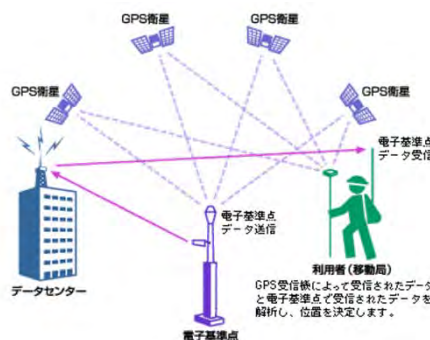 GPS衛星
GPS衛星
GPS衛星
GPS衛星
電子基準点
データ受信
電子基準点
データ送信
データセンター
利用者(移動局)
GPS受信機によって受信されたデータ
と電子基準点で受信されたデータを
解析し、位置を決定します。
電子基準点